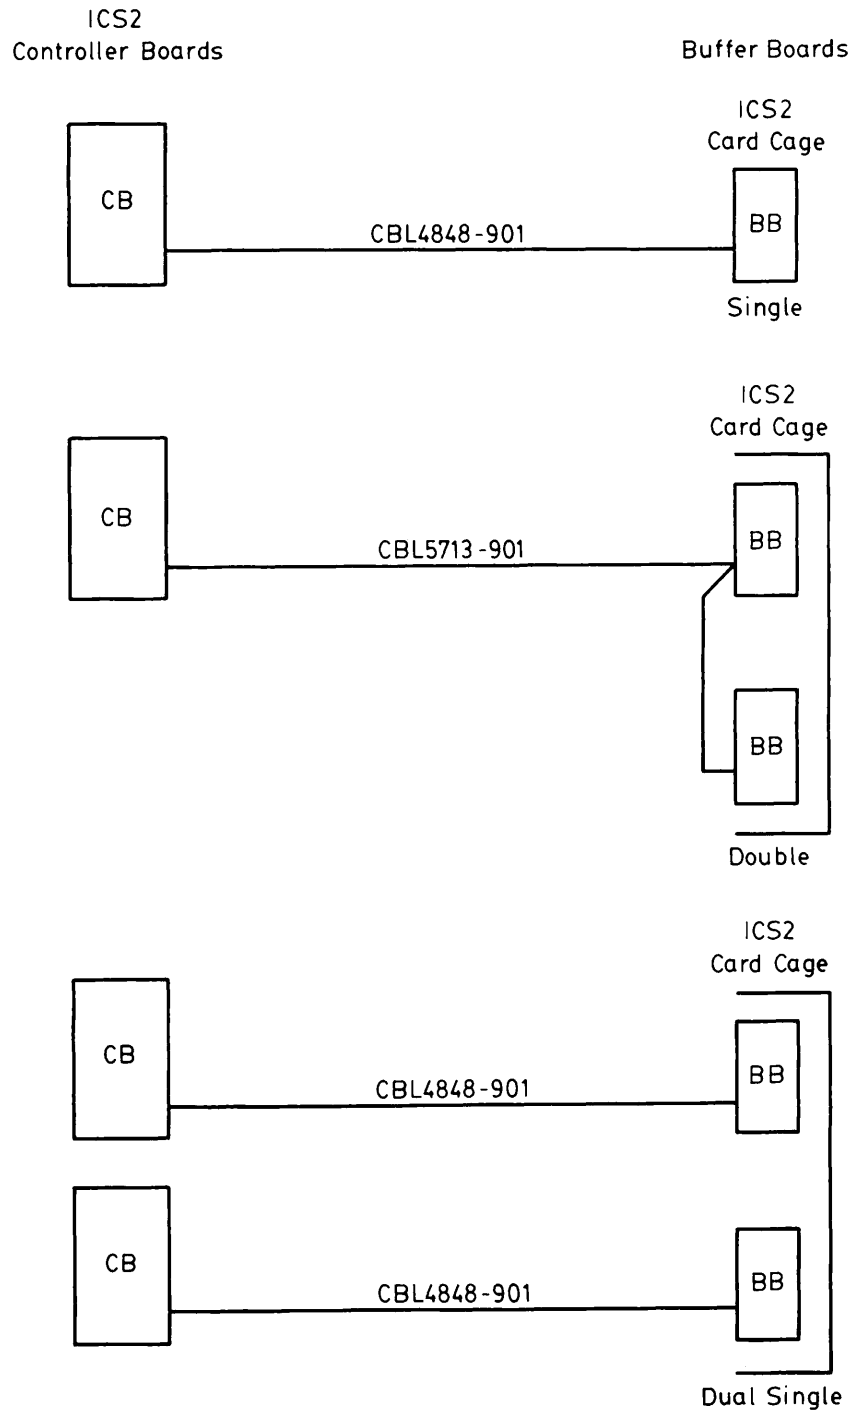 ICS2
Controller Boards
Buffer Boards
ICS2
Card Cage
CB
BB
CBL4848-901
Single
ICS2
Card Cage
CB
BB
CBL5713-901
BB
Double
ICS2
Card Cage
CB
BB
CBL4848-901
CB
BB
CBL4848-901
Dual Single